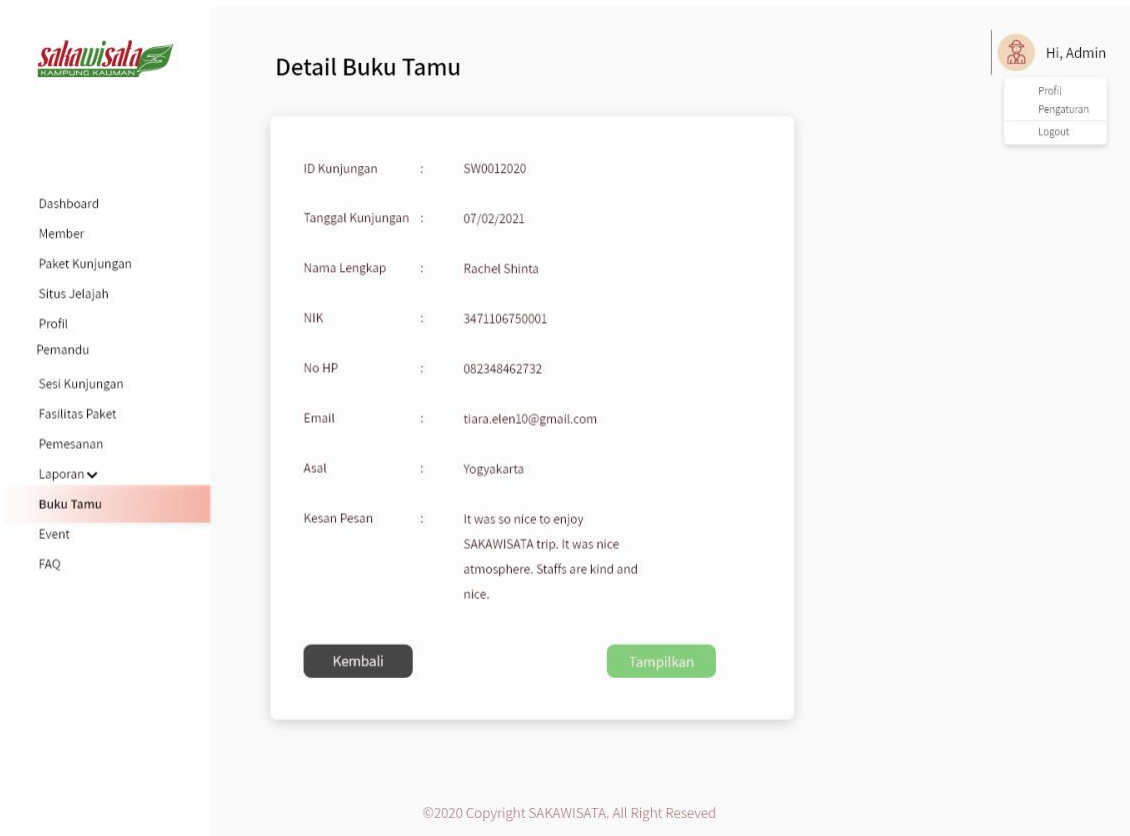 sakawisata
KAMPUNG KAUMAN
Detail Buku Tamu
Hi, Admin
Profil
Pengaturan
Logout
Dashboard
Member
Paket Kunjungan
Situs Jelajah
Profil
Pemandu
Sesi Kunjungan
Fasilitas Paket
Pemesanan
Laporan
Buku Tamu
Event
FAQ
ID Kunjungan : SW0012020
Tanggal Kunjungan : 07/02/2021
Nama Lengkap : Rachel Shinta
NIK : 3471106750001
No HP : 082348462732
Email : tiara.elen10@gmail.com
Asal : Yogyakarta
Kesan Pesan : It was so nice to enjoy
SAKAWISATA trip. It was nice
atmosphere. Staffs are kind and
nice.
Kembali
Tampilkan
©2020 Copyright SAKAWISATA. All Right Reseved